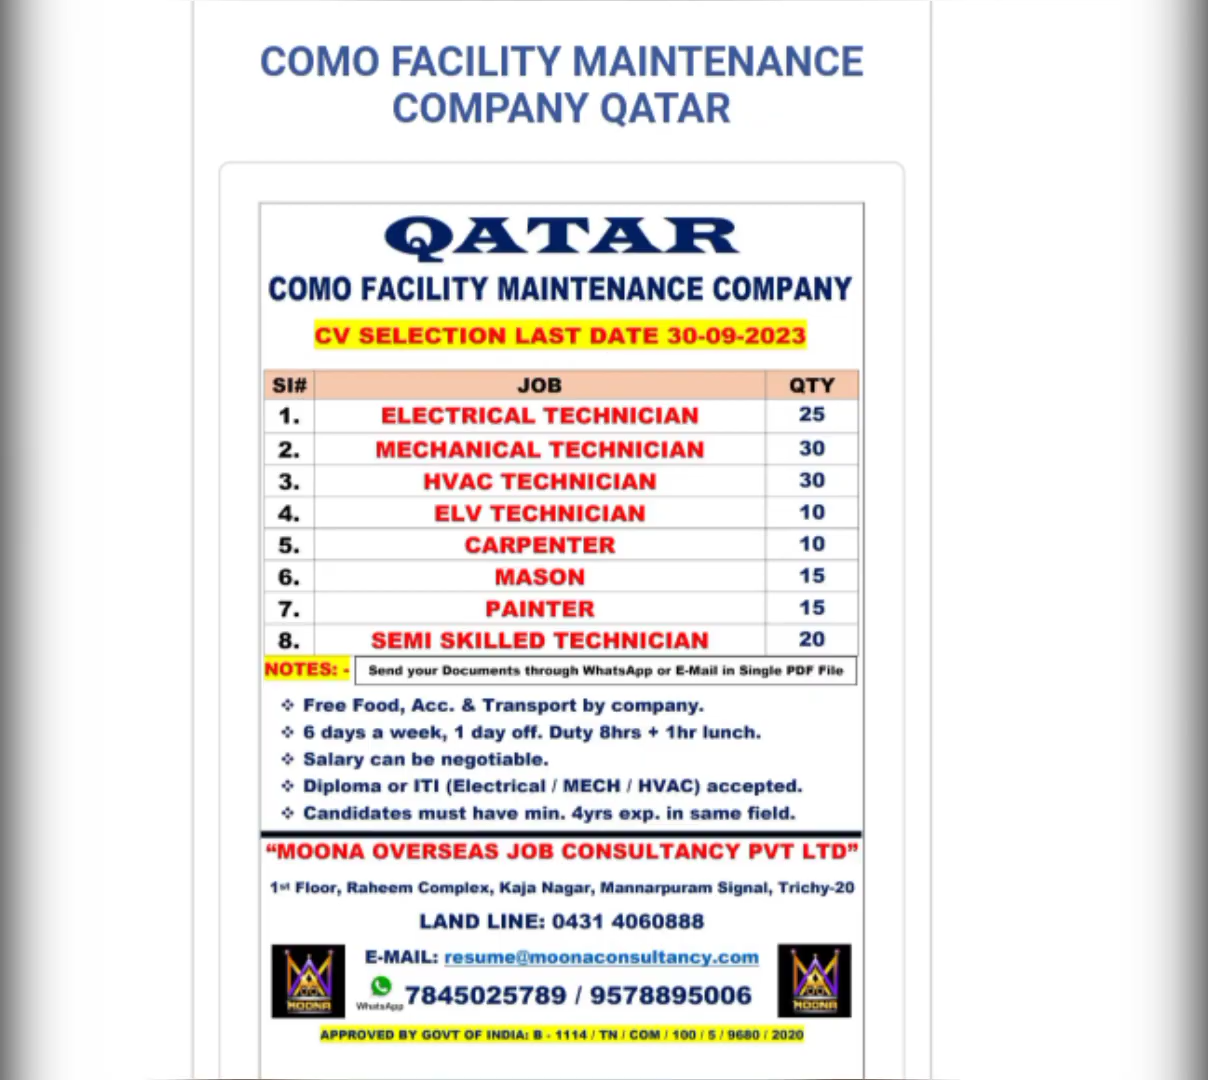 COMO FACILITY MAINTENANCE
COMPANY QATAR
QATAR
COMO FACILITY MAINTENANCE COMPANY
CV SELECTION LAST DATE 30-09-2023
SI# JOB QTY
1. ELECTRICAL TECHNICIAN 25
2. MECHANICAL TECHNICIAN 30
3. HVAC TECHNICIAN 30
4. ELV TECHNICIAN 10
5. CARPENTER 10
6. MASON 15
7. PAINTER 15
8. SEMI SKILLED TECHNICIAN 20
NOTES: - Send your Documents through WhatsApp or E-Mail in Single PDF File
❖ Free Food, Acc. & Transport by company.
❖ 6 days a week, 1 day off. Duty 8hrs + 1hr lunch.
❖ Salary can be negotiable.
❖ Diploma or ITI (Electrical / MECH / HVAC) accepted.
❖ Candidates must have min. 4yrs exp. in same field.
“MOONA OVERSEAS JOB CONSULTANCY PVT LTD”
1st Floor, Raheem Complex, Kaja Nagar, Mannarpuram Signal, Trichy-20
LAND LINE: 0431 4060888
E-MAIL: resume@moonaconsultancy.com
WhatsApp 7845025789 / 9578895006
MOONA MOONA
APPROVED BY GOVT OF INDIA: B - 1114 / TN / COM / 100 / 5 / 9680 / 2020